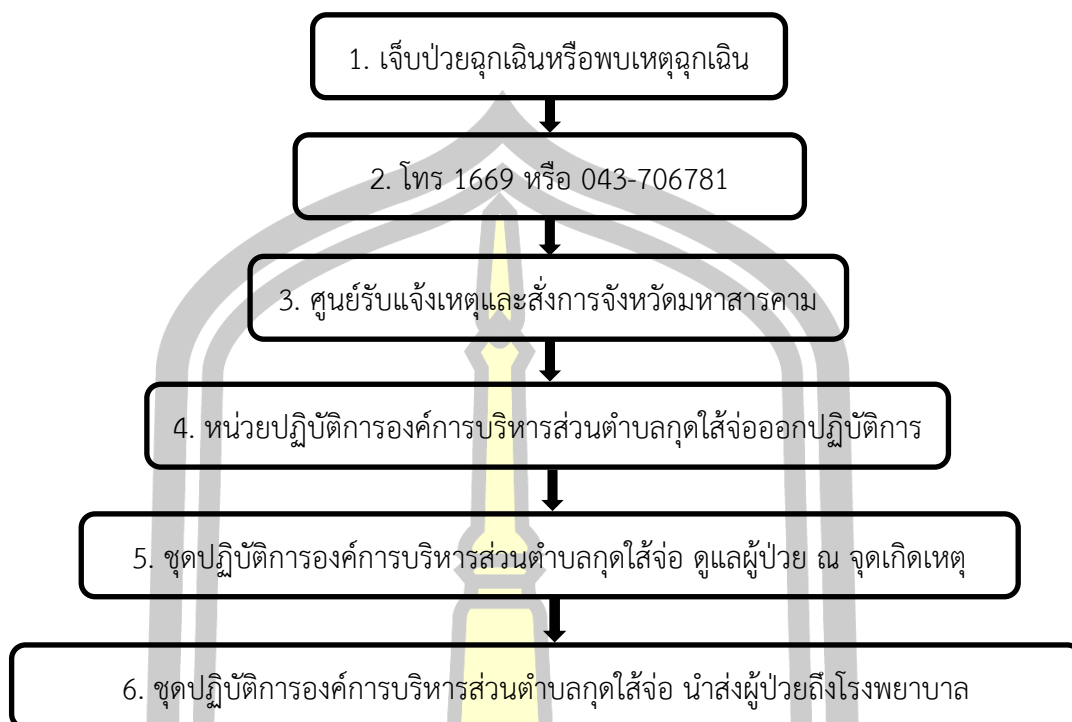 1. เจ็บป่วยฉุกเฉินหรือพบเหตุฉุกเฉิน
2. โทร 1669 หรือ 043-706781
3. ศูนย์รับแจ้งเหตุและสั่งการจังหวัดมหาสารคาม
4. หน่วยปฏิบัติการองค์การบริหารส่วนตำบลกุดใส้จ่อออกปฏิบัติการ
5. ชุดปฏิบัติการองค์การบริหารส่วนตำบลกุดใส้จ่อ ดูแลผู้ป่วย ณ จุดเกิดเหตุ
6. ชุดปฏิบัติการองค์การบริหารส่วนตำบลกุดใส้จ่อ นำส่งผู้ป่วยถึงโรงพยาบาล